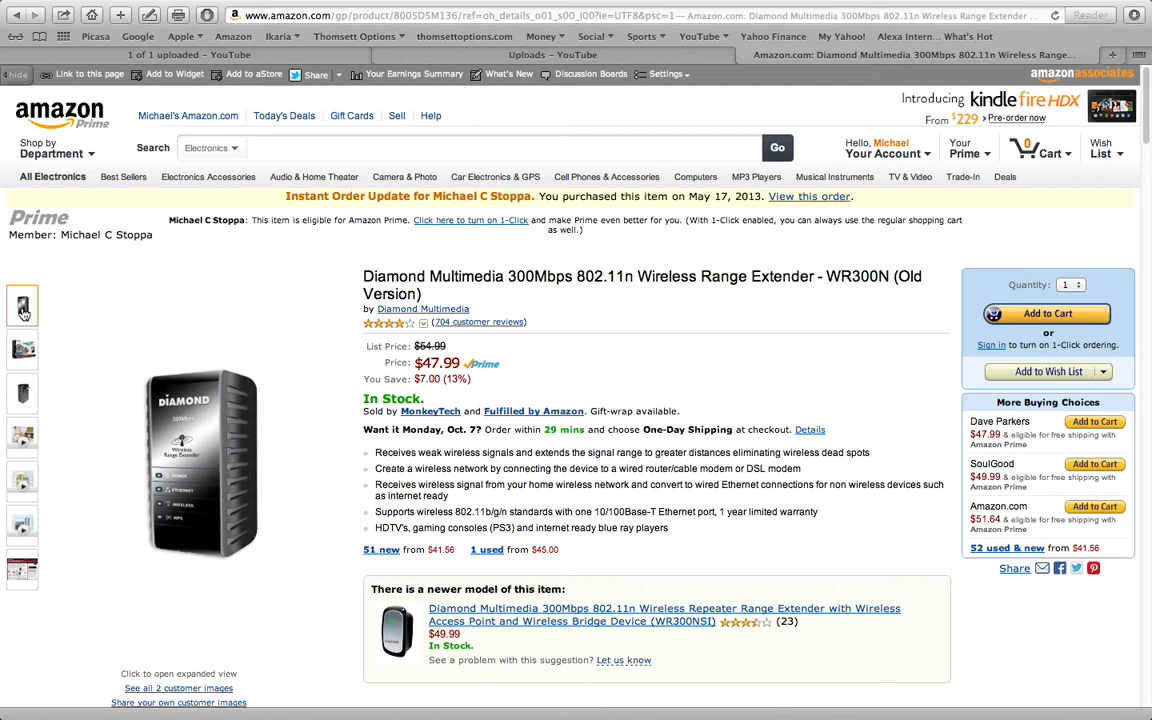 www.amazon.com/gp/product/B005D5M136/ref=oh_details_o01_s00_i00?ie=UTF8&psc=1 — Amazon.com: Diamond Multimedia 300Mbps 802.11n Wireless Range Extender ...
Reader
Picasa Google Apple Amazon Ikaria Thomsett Options thomsettoptions.com Money Social Sports YouTube Yahoo Finance My Yahoo! Alexa Intern...What's Hot
1 of 1 uploaded - YouTube Uploads - YouTube Amazon.com: Diamond Multimedia 300Mbps 802.11n Wireless Range...
hide Link to this page Add to Widget Add to aStore Share Your Earnings Summary What's New Discussion Boards Settings amazonassociates
amazon Prime
Michael's Amazon.com Today's Deals Gift Cards Sell Help
Introducing kindle fire HDX
From $229 Pre-order now
Shop by Department
Search Electronics Go
Hello, Michael Your Account
Your Prime
0 Cart
Wish List
All Electronics Best Sellers Electronics Accessories Audio & Home Theater Camera & Photo Car Electronics & GPS Cell Phones & Accessories Computers MP3 Players Musical Instruments TV & Video Trade-In Deals
Instant Order Update for Michael C Stoppa. You purchased this item on May 17, 2013. View this order.
Prime
Member: Michael C Stoppa
Michael C Stoppa: This item is eligible for Amazon Prime. Click here to turn on 1-Click and make Prime even better for you. (With 1-Click enabled, you can always use the regular shopping cart
as well.)
DIAMOND
300Mbps
Wireless
Range Extender
POWER
ETHERNET
WIRELESS
WPS
Click to open expanded view
See all 2 customer images
Share your own customer images
Diamond Multimedia 300Mbps 802.11n Wireless Range Extender - WR300N (Old
Version)
by Diamond Multimedia
(704 customer reviews)
List Price: $54.99
Price: $47.99 Prime
You Save: $7.00 (13%)
In Stock.
Sold by MonkeyTech and Fulfilled by Amazon. Gift-wrap available.
Want it Monday, Oct. 7? Order within 29 mins and choose One-Day Shipping at checkout. Details
Receives weak wireless signals and extends the signal range to greater distances eliminating wireless dead spots
Create a wireless network by connecting the device to a wired router/cable modem or DSL modem
Receives wireless signal from your home wireless network and convert to wired Ethernet connections for non wireless devices such
as internet ready
Supports wireless 802.11b/g/n standards with one 10/100Base-T Ethernet port, 1 year limited warranty
HDTV's, gaming consoles (PS3) and internet ready blue ray players
51 new from $41.56 1 used from $45.00
There is a newer model of this item:
Diamond Multimedia 300Mbps 802.11n Wireless Repeater Range Extender with Wireless
Access Point and Wireless Bridge Device (WR300NSI) (23)
$49.99
In Stock.
See a problem with this suggestion? Let us know
Quantity: 1
Add to Cart
or
Sign in to turn on 1-Click ordering.
Add to Wish List
More Buying Choices
Dave Parkers Add to Cart
$47.99 & eligible for free shipping with
Amazon Prime
SoulGood Add to Cart
$49.99 & eligible for free shipping with
Amazon Prime
Amazon.com Add to Cart
$51.64 & eligible for free shipping with
Amazon Prime
52 used & new from $41.56
Share